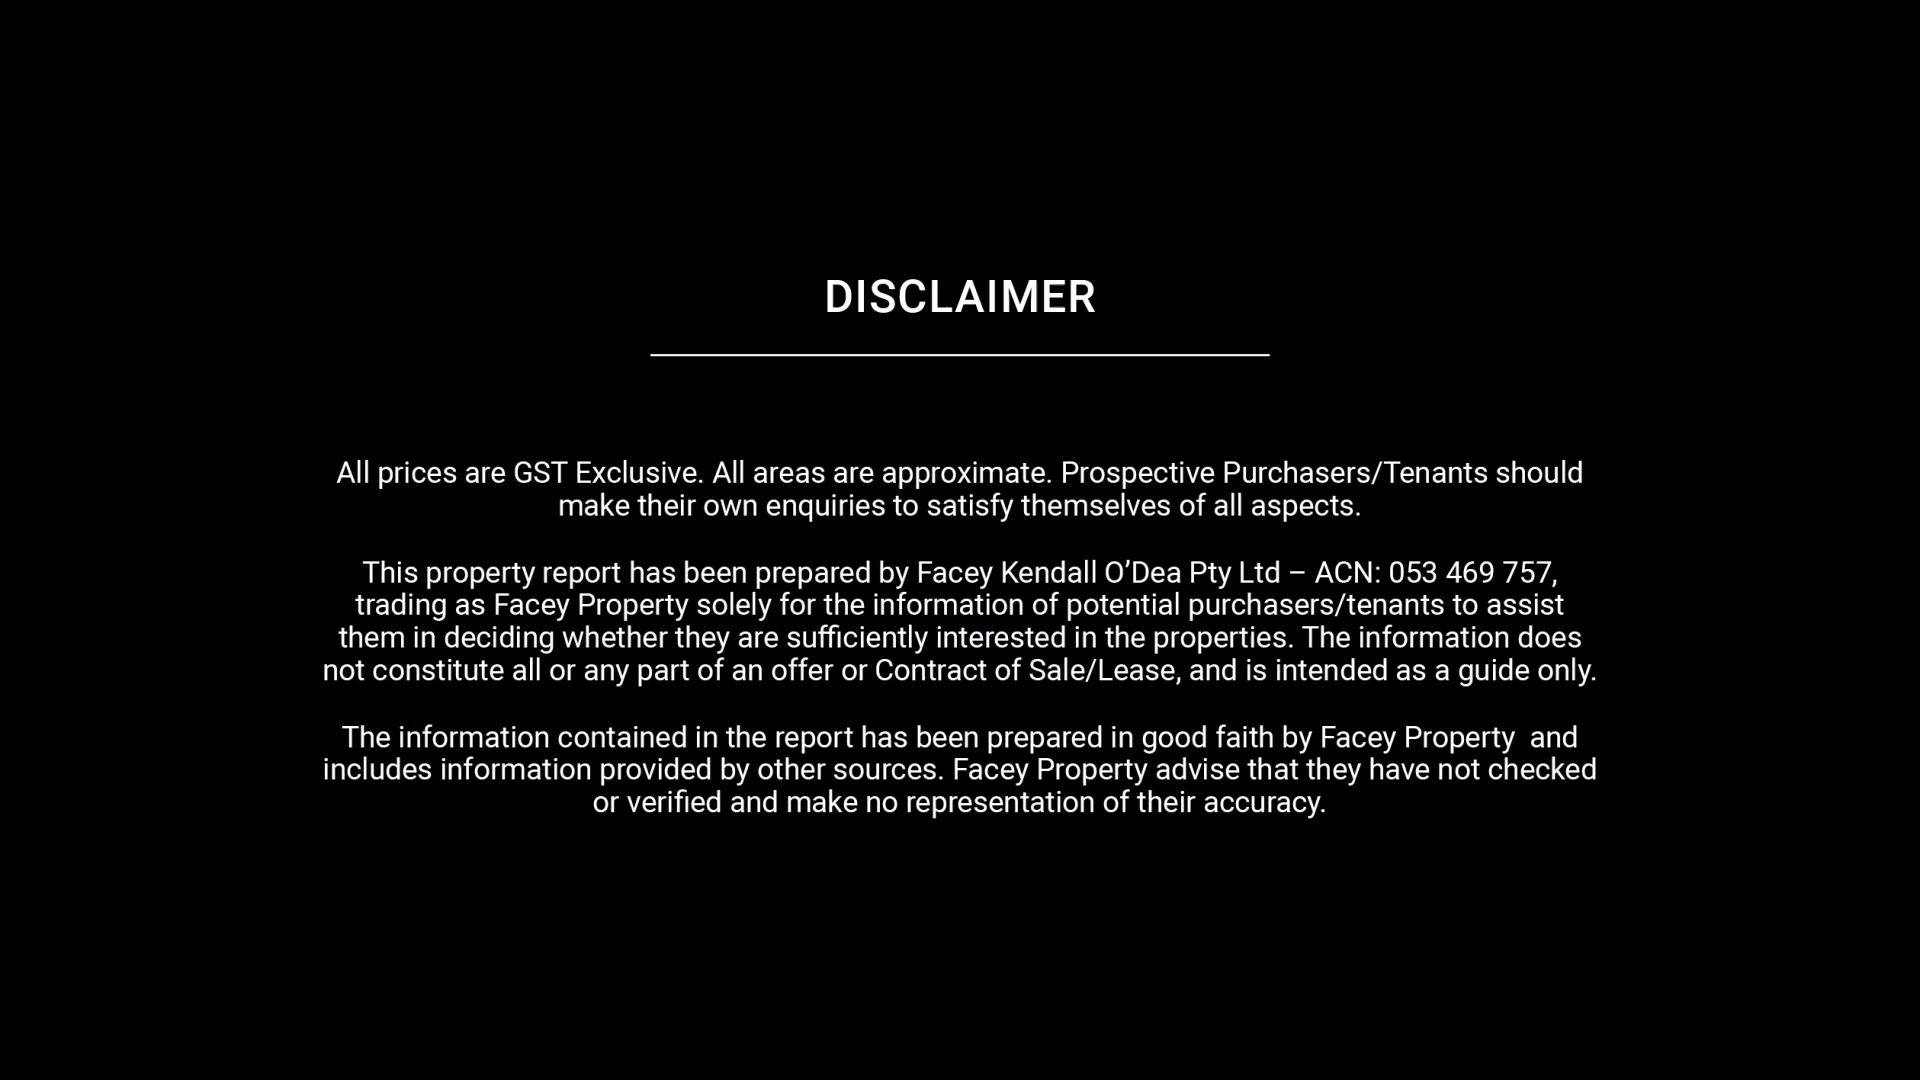 DISCLAIMER
All prices are GST Exclusive. All areas are approximate. Prospective Purchasers/Tenants should
make their own enquiries to satisfy themselves of all aspects.
This property report has been prepared by Facey Kendall O’Dea Pty Ltd – ACN: 053 469 757,
trading as Facey Property solely for the information of potential purchasers/tenants to assist
them in deciding whether they are sufficiently interested in the properties. The information does
not constitute all or any part of an offer or Contract of Sale/Lease, and is intended as a guide only.
The information contained in the report has been prepared in good faith by Facey Property  and
includes information provided by other sources. Facey Property advise that they have not checked
or verified and make no representation of their accuracy.